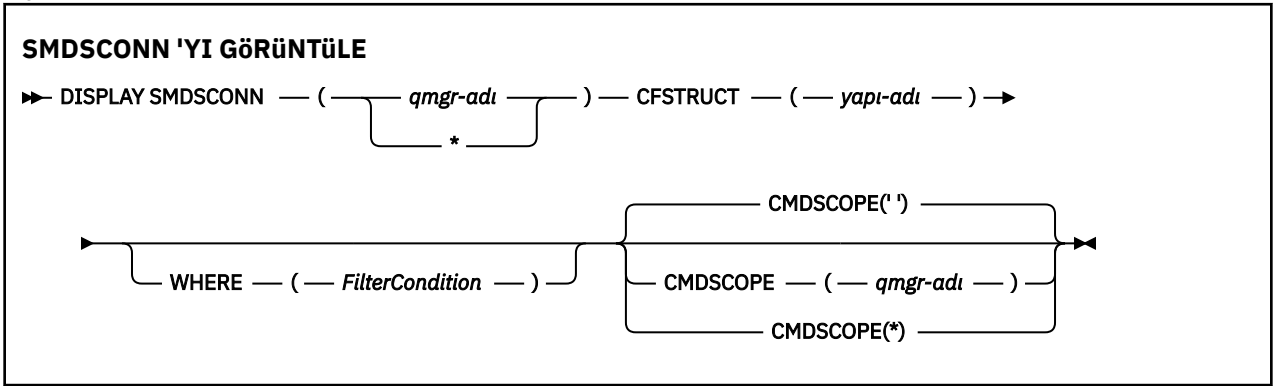 SMDSCONN 'YI GöRüNTüLE
DISPLAY SMDSCONN ( qmgr-adı ) CFSTRUCT ( yapı-adı )
*
CMDSCOPE(' ')
WHERE ( FilterCondition ) CMDSCOPE ( qmgr-adı )
CMDSCOPE(*)